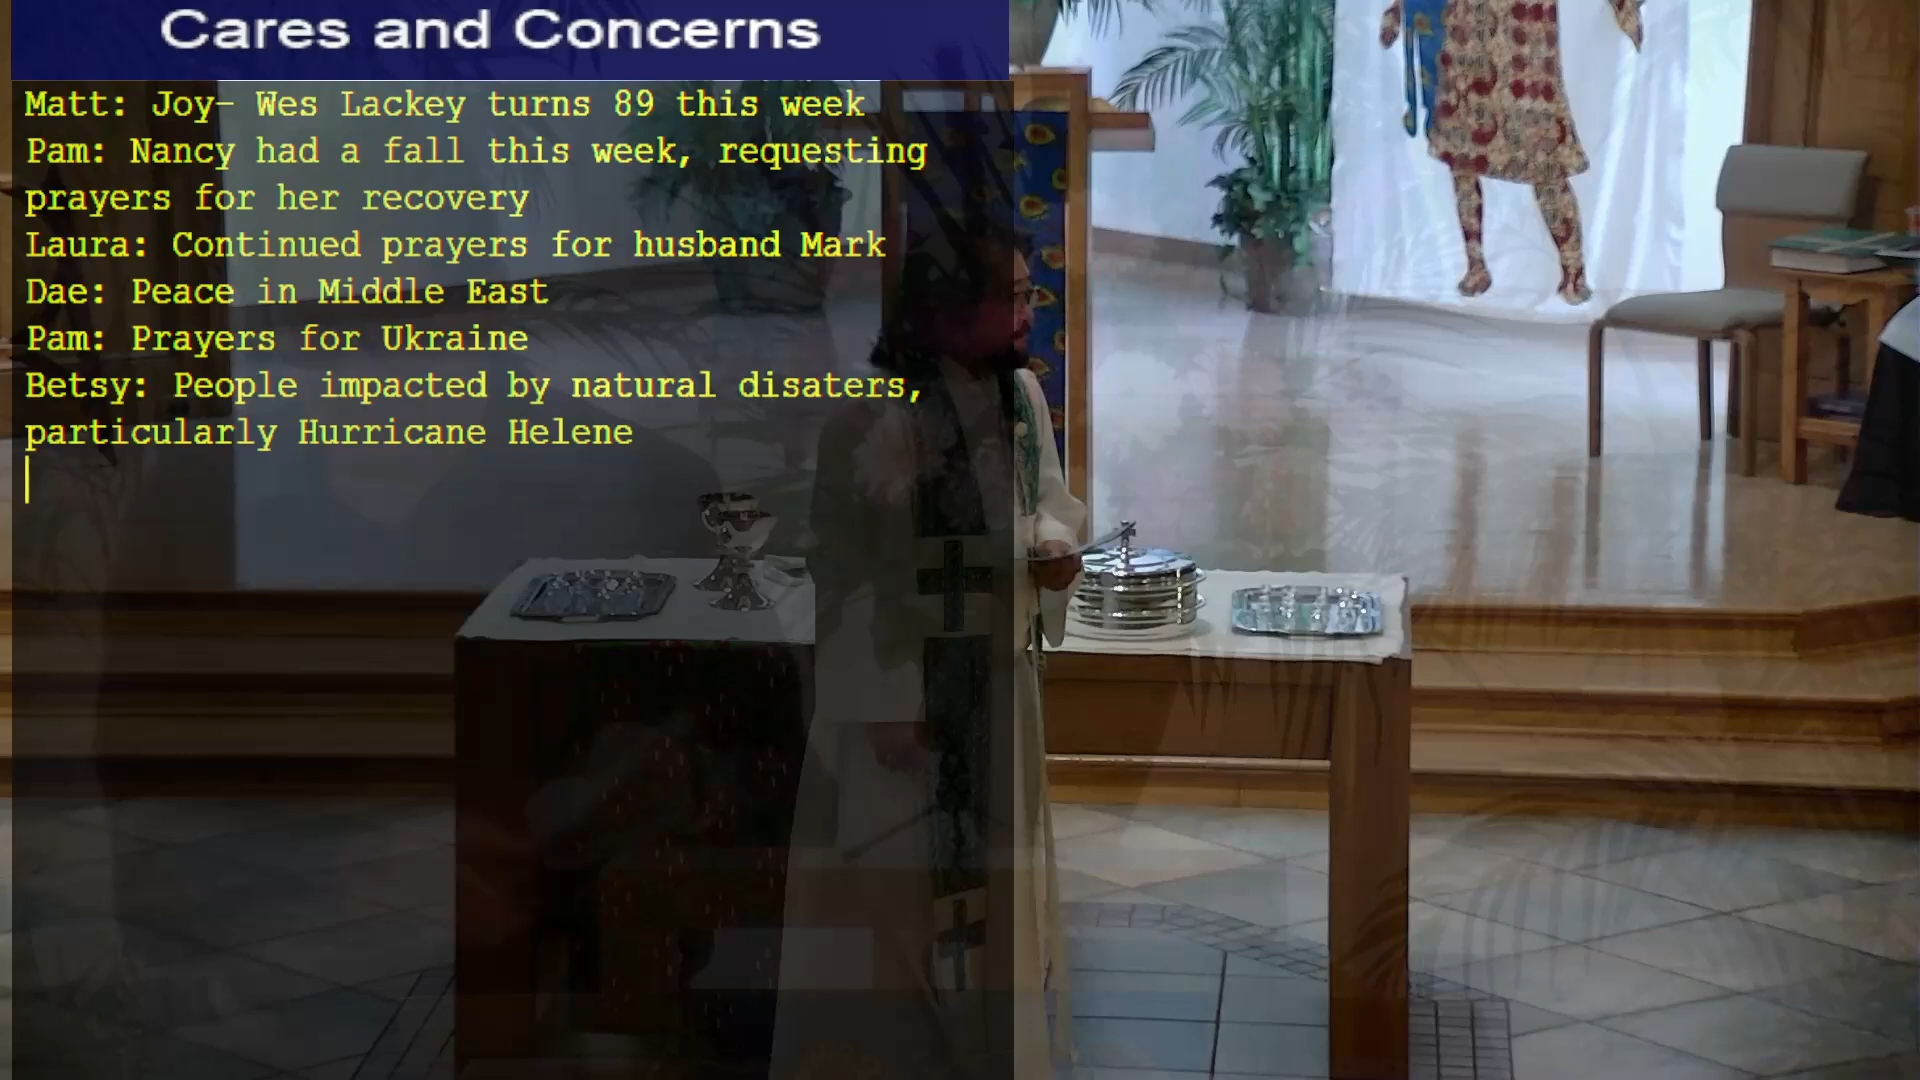 Cares and Concerns
Matt: Joy- Wes Lackey turns 89 this week
Pam: Nancy had a fall this week, requesting
prayers for her recovery
Laura: Continued prayers for husband Mark
Dae: Peace in Middle East
Pam: Prayers for Ukraine
Betsy: People impacted by natural disaters,
particularly Hurricane Helene